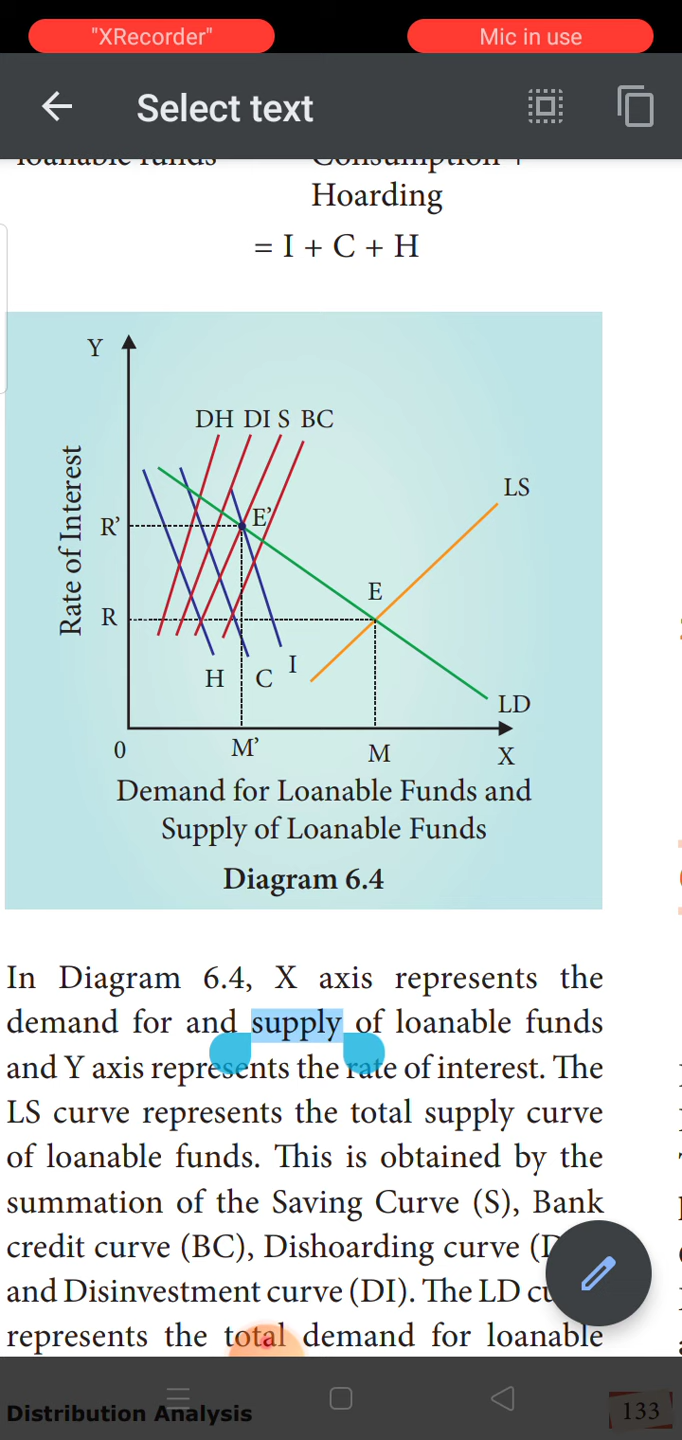 "XRecorder"
Mic in use
Select text
loanable funds
Consumption +
Hoarding
= I + C + H
Y
DH DI S BC
LS
R’
E’
Rate of Interest
E
R
H
C
I
LD
0
M’
M
X
Demand for Loanable Funds and
Supply of Loanable Funds
Diagram 6.4
In Diagram 6.4, X axis represents the
demand for and supply of loanable funds
and Y axis represents the rate of interest. The
LS curve represents the total supply curve
of loanable funds. This is obtained by the
summation of the Saving Curve (S), Bank
credit curve (BC), Dishoarding curve
and Disinvestment curve (DI). The LD
represents the total demand for loanable
Distribution Analysis
133